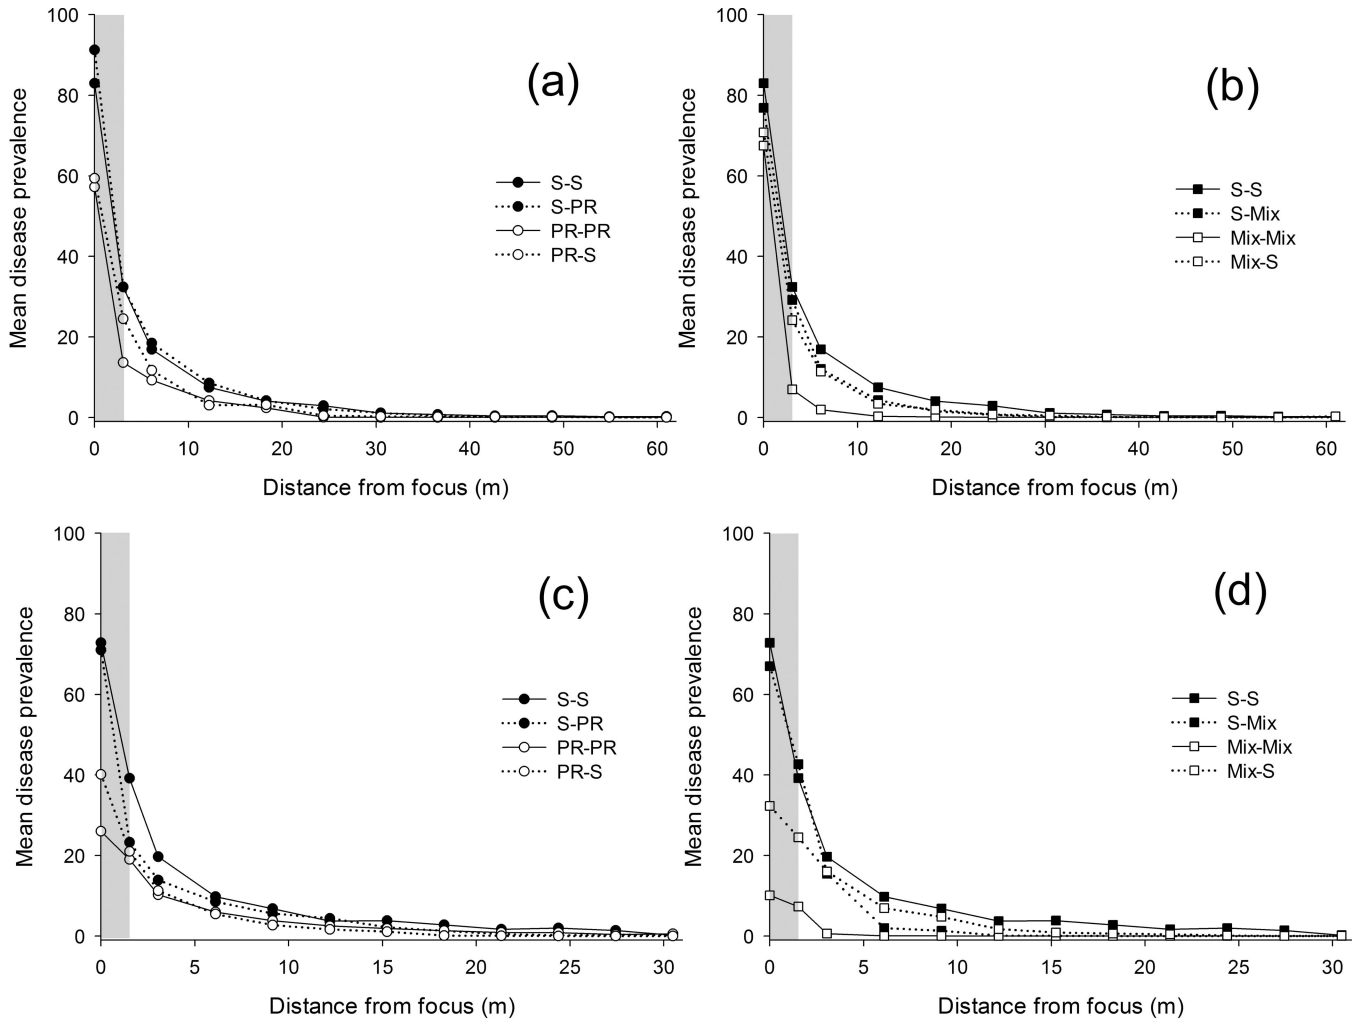 (a)
Mean disease prevalence
100
80
60
40
20
0
S-S
S-PR
PR-PR
PR-S
0 10 20 30 40 50 60
Distance from focus (m)
(b)
Mean disease prevalence
100
80
60
40
20
0
S-S
S-Mix
Mix-Mix
Mix-S
0 10 20 30 40 50 60
Distance from focus (m)
(c)
Mean disease prevalence
100
80
60
40
20
0
S-S
S-PR
PR-PR
PR-S
0 5 10 15 20 25 30
Distance from focus (m)
(d)
Mean disease prevalence
100
80
60
40
20
0
S-S
S-Mix
Mix-Mix
Mix-S
0 5 10 15 20 25 30
Distance from focus (m)